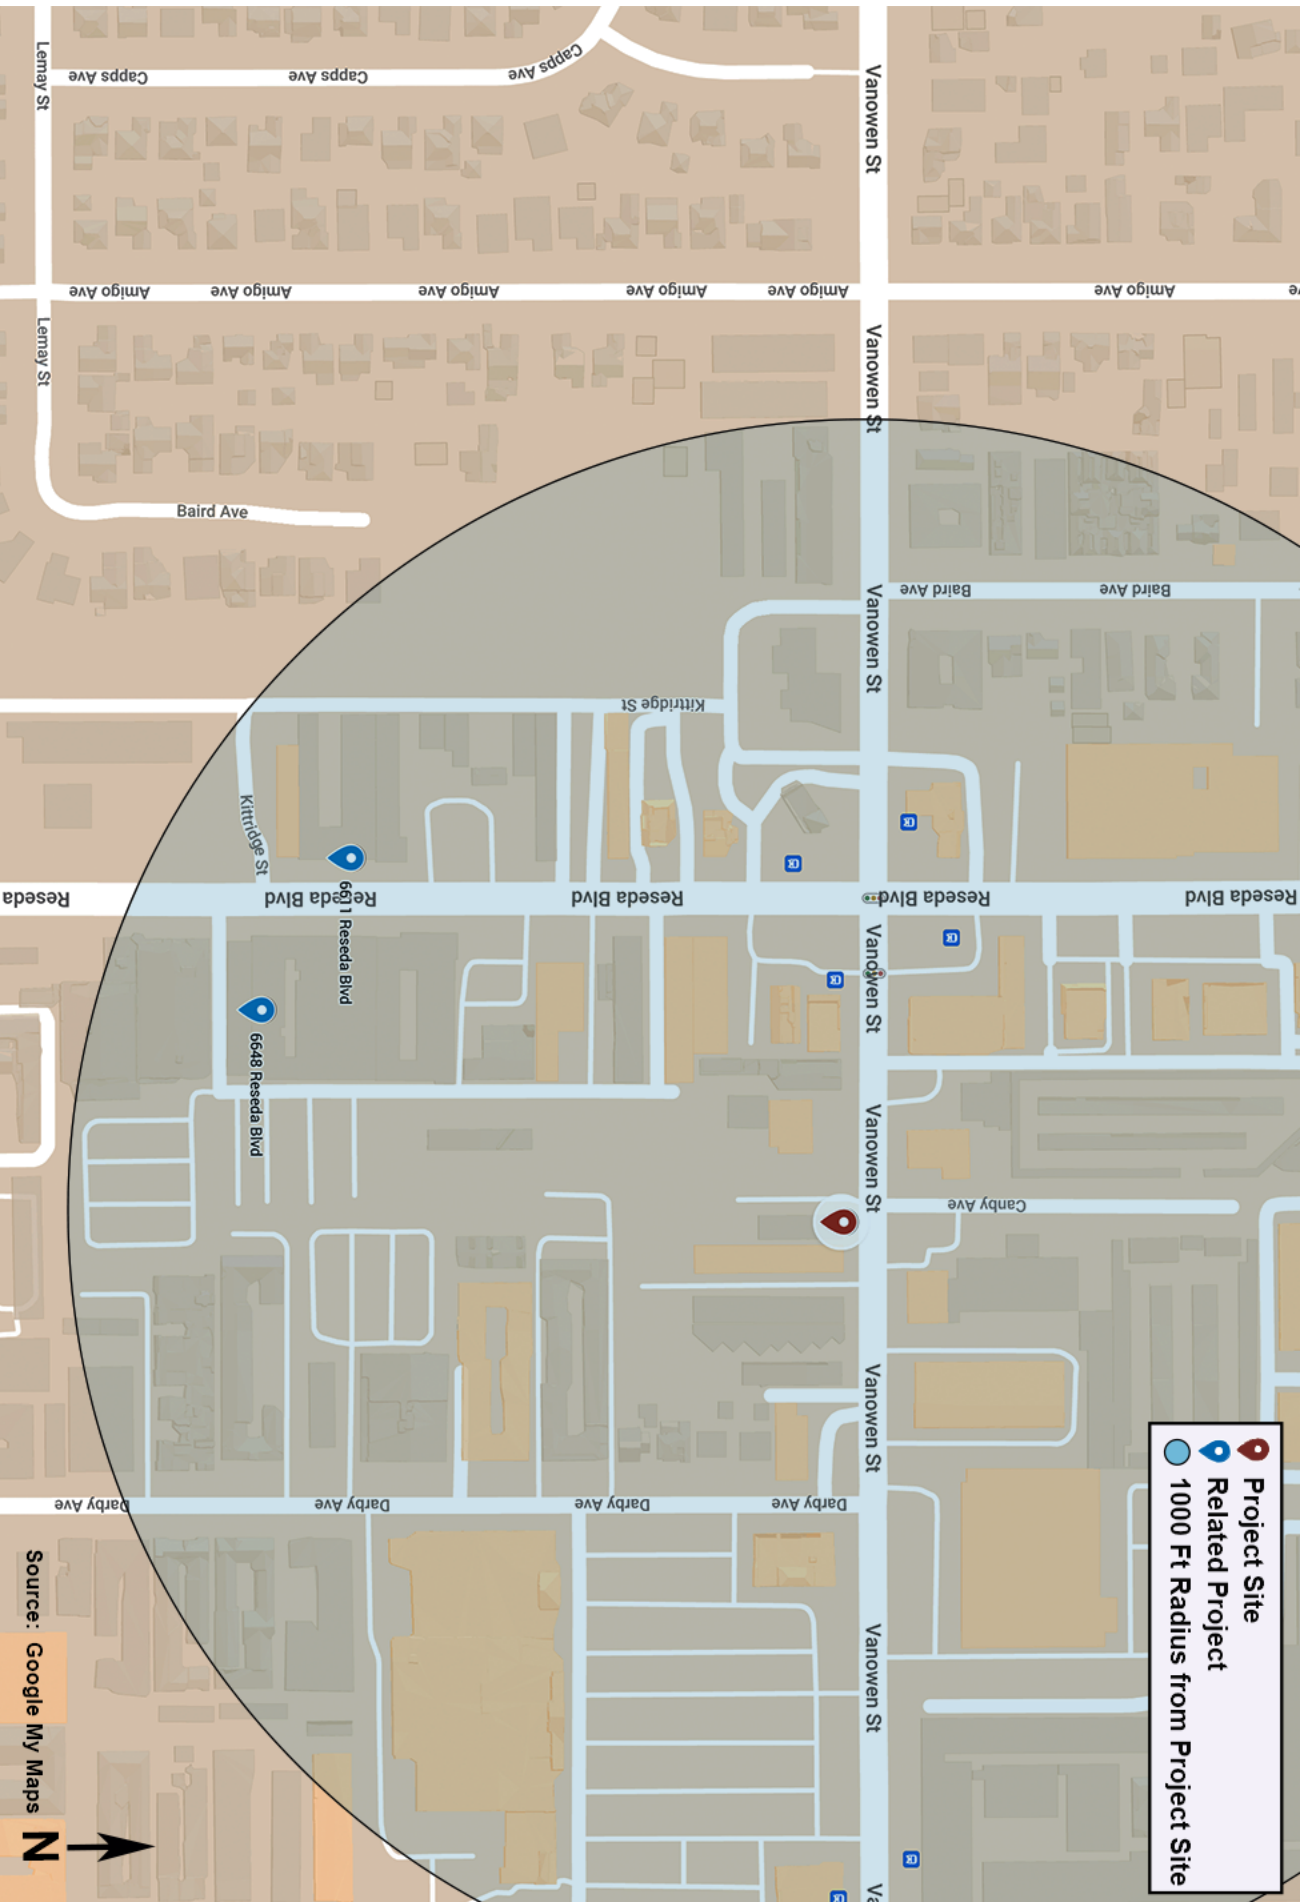 Lemay St
Capps Ave
Capps Ave
Capps Ave
Vanowen St
Amigo Ave
Amigo Ave
Amigo Ave
Amigo Ave
Amigo Ave
Amigo Ave
Lemay St
Vanowen St
Baird Ave
Vanowen St
Baird Ave
Baird Ave
Kittridge St
Kittridge St
Reseda
Reseda Blvd
Reseda Blvd
Reseda Blvd
Reseda Blvd
6611 Reseda Blvd
6648 Reseda Blvd
Vanowen St
Vanowen St
Canby Ave
Vanowen St
Darby Ave
Darby Ave
Darby Ave
Darby Ave
Vanowen St
Va
Project Site
Related Project
1000 Ft Radius from Project Site
Source: Google My Maps
N